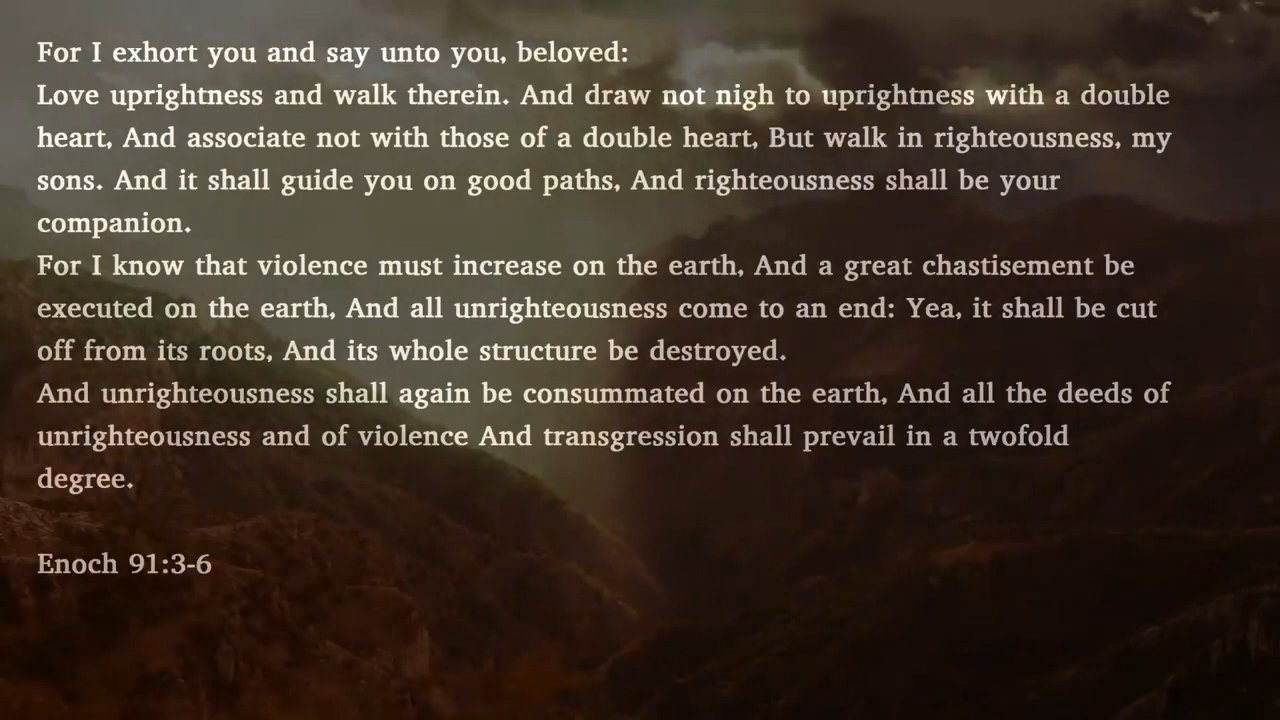 For I exhort you and say unto you, beloved:
Love uprightness and walk therein. And draw not nigh to uprightness with a double
heart, And associate not with those of a double heart, But walk in righteousness, my
sons. And it shall guide you on good paths, And righteousness shall be your
companion.
For I know that violence must increase on the earth, And a great chastisement be
executed on the earth, And all unrighteousness come to an end: Yea, it shall be cut
off from its roots, And its whole structure be destroyed.
And unrighteousness shall again be consummated on the earth, And all the deeds of
unrighteousness and of violence And transgression shall prevail in a twofold
degree.
Enoch 91:3-6